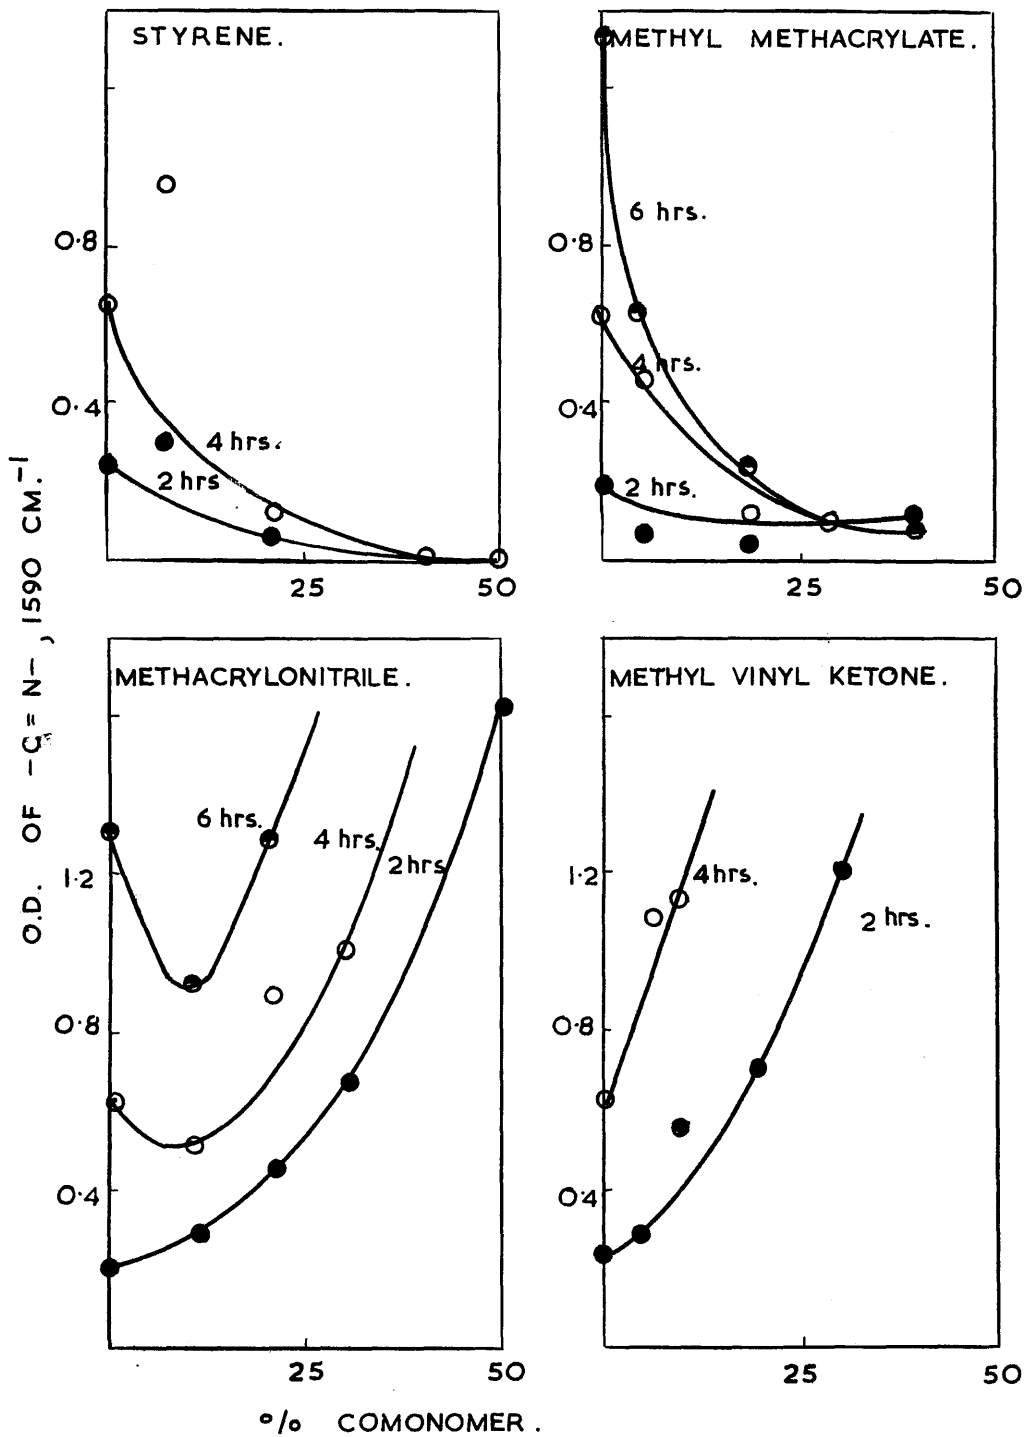 STYRENE.
0.8
0.4
4 hrs.
2 hrs
25
50
METHYL METHACRYLATE.
6 hrs.
0.8
4 hrs.
0.4
2 hrs.
25
50
O.D. OF -C=N-, 1590 CM.-1
METHACRYLONITRILE.
6 hrs.
4 hrs.
2 hrs
1.2
0.8
0.4
25
50
METHYL VINYL KETONE.
1.2
4 hrs.
2 hrs.
0.8
0.4
25
50
% COMONOMER.